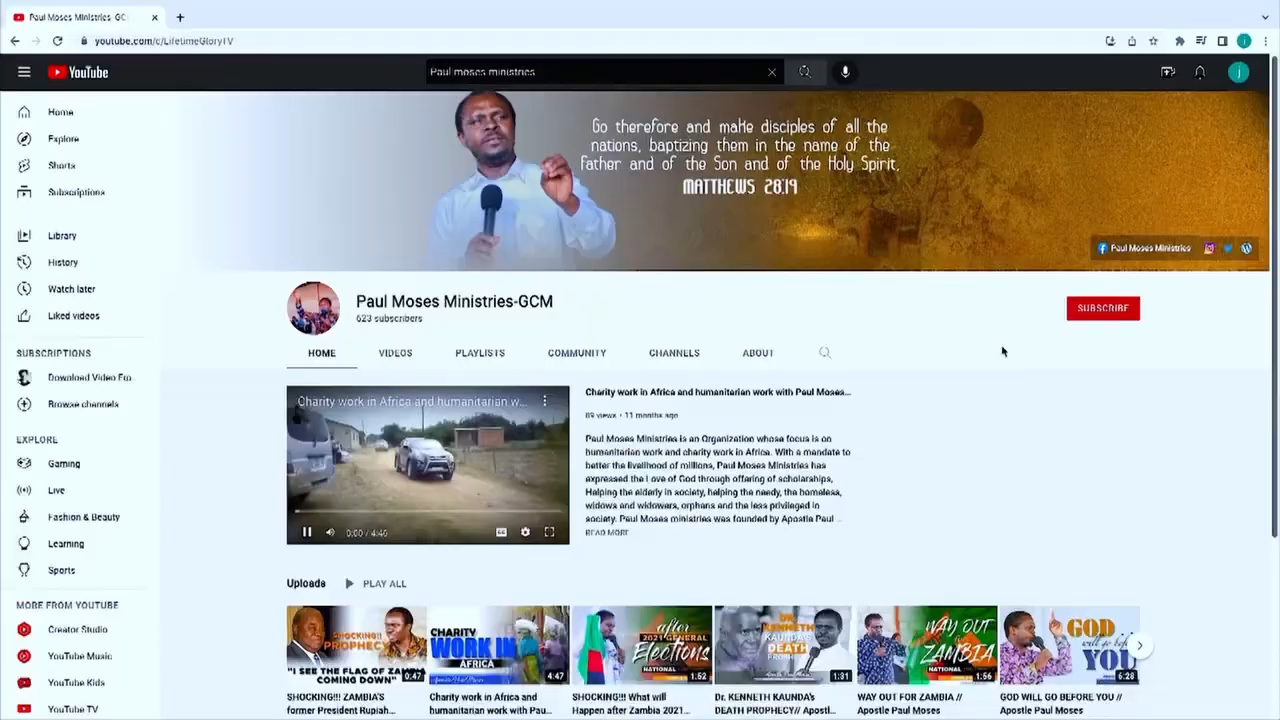 Paul Moses Ministries-GC
youtube.com/c/LifetimeGloryTV
YouTube
Paul moses ministries
j
j
Home
Explore
Shorts
Subscriptions
Library
History
Watch later
Liked videos
SUBSCRIPTIONS
Download Video Fro...
Browse channels
EXPLORE
Gaming
Live
Fashion & Beauty
Learning
Sports
MORE FROM YOUTUBE
Creator Studio
YouTube Music
YouTube Kids
YouTube TV
Go therefore and make disciples of all the
nations, baptizing them in the name of the
Father and of the Son and of the Holy Spirit,
MATTHEWS 28:19
Paul Moses Ministries
Paul Moses Ministries-GCM
623 subscribers
SUBSCRIBE
HOME VIDEOS PLAYLISTS COMMUNITY CHANNELS ABOUT
Charity work in Africa and humanitarian w...
0:00 / 4:46
Charity work in Africa and humanitarian work with Paul Moses...
89 views • 11 months ago
Paul Moses Ministries is an Organization whose focus is on
humanitarian work and charity work in Africa. With a mandate to
better the livelihood of millions, Paul Moses Ministries has
expressed the Love of God through offering of scholarships,
Helping the elderly in society, helping the needy, the homeless,
widows and widowers, orphans and the less privileged in
society. Paul Moses ministries was founded by Apostle Paul ...
READ MORE
Uploads PLAY ALL
SHOCKING!!
PROPHECY
"I SEE THE FLAG OF ZAMBIA
COMING DOWN"
0:47
SHOCKING!!! ZAMBIA'S
former President Rupiah...
CHARITY
WORK IN
AFRICA
4:47
Charity work in Africa and
humanitarian work with Pau...
after
2021 GENERAL
Elections
NATIONAL
1:52
SHOCKING!!! What will
Happen after Zambia 2021...
DR.
KENNETH
KAUNDA'S
DEATH
PROPHECY
1:31
Dr. KENNETH KAUNDA's
DEATH PROPHECY// Apostl...
WAY OUT
ZAMBIA
NATIONAL
1:56
WAY OUT FOR ZAMBIA //
Apostle Paul Moses
GOD
will go before
YOU
6:28
GOD WILL GO BEFORE YOU //
Apostle Paul Moses